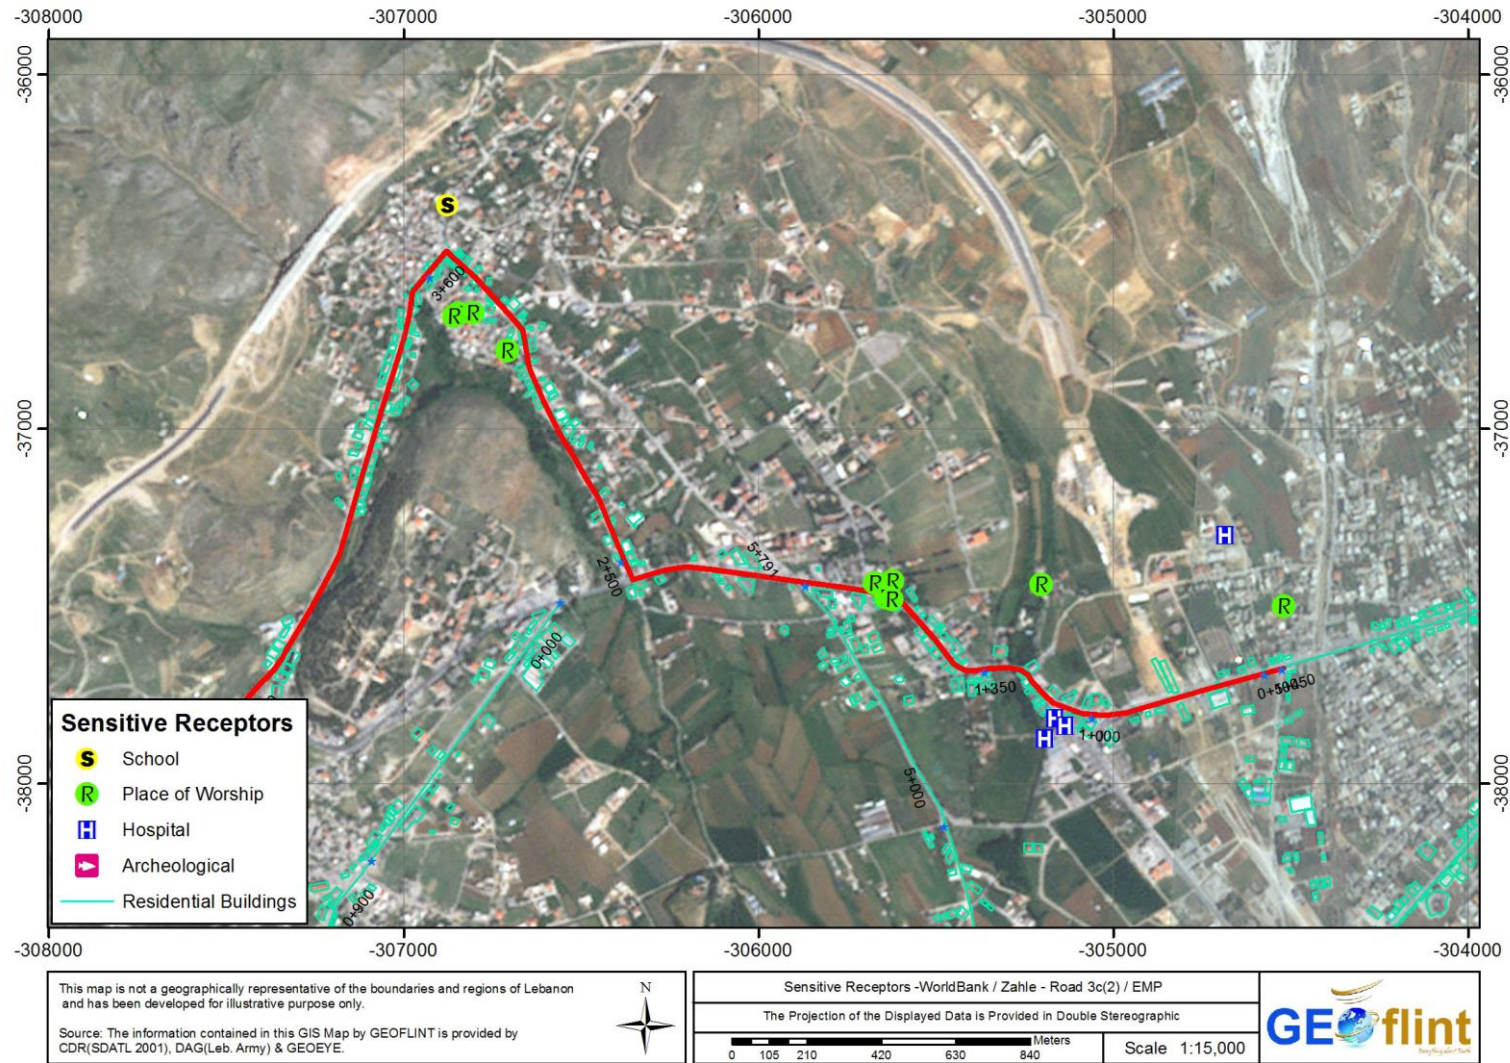 -308000 -307000 -306000 -305000 -304000
-36000 -36000
S
3+600
R R
R
-37000 -37000
2+500
5+791
0+000
R R
R
R
H
R
1+350
H H
H
1+000
0+500 1+450
5+000
0+900
-38000 -38000
Sensitive Receptors
S School
R Place of Worship
H Hospital
Archeological
Residential Buildings
-308000 -307000 -306000 -305000 -304000
This map is not a geographically representative of the boundaries and regions of Lebanon
and has been developed for illustrative purpose only.
Source: The information contained in this GIS Map by GEOFLINT is provided by
CDR(SDATL 2001), DAG(Leb. Army) & GEOEYE.
N
Sensitive Receptors -WorldBank / Zahle - Road 3c(2) / EMP
The Projection of the Displayed Data is Provided in Double Stereographic
Meters
0 105 210 420 630 840
Scale 1:15,000
GEOflint